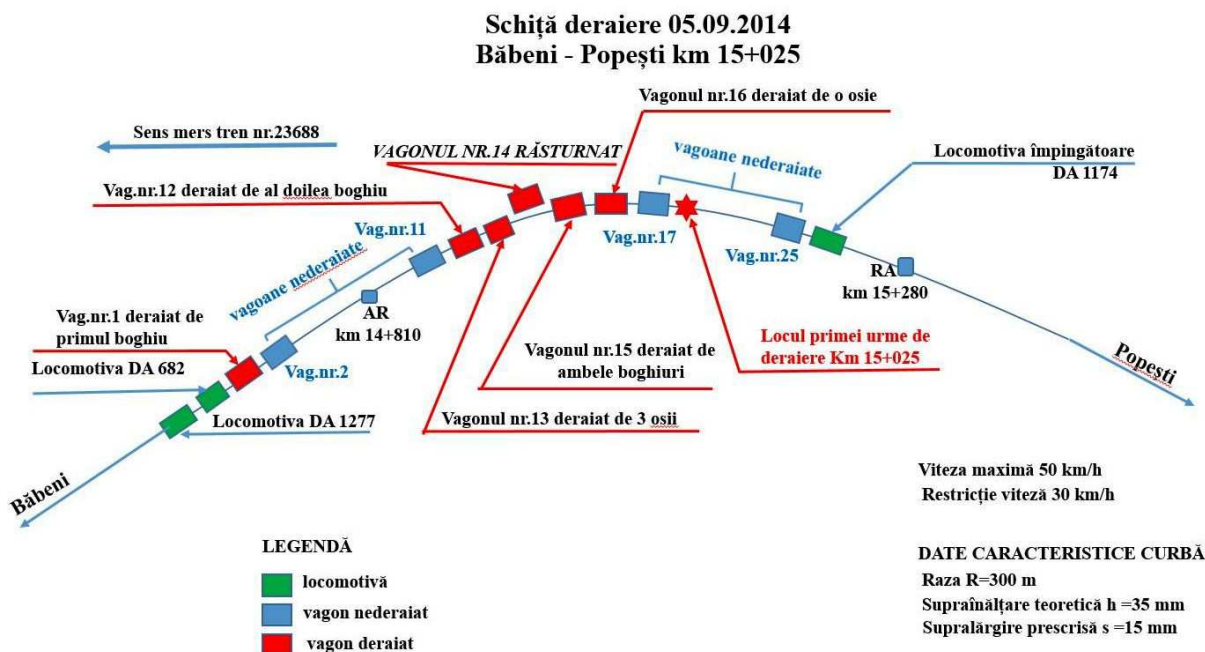 Schiță deraiere 05.09.2014
Băbeni - Popești km 15+025
Vagonul nr.16 deraiat de o osie
Sens mers tren nr.23688
VAGONUL NR.14 RĂSTURNAT
vagoane nederaiate
Locomotiva împingătoare
DA 1174
Vag.nr.12 deraiat de al doilea boghiu
Vag.nr.11
Vag.nr.17
Vag.nr.25
vagoane nederaiate
RA
km 15+280
AR
km 14+810
Vag.nr.1 deraiat de
primul boghiu
Locomotiva DA 682
Vag.nr.2
Vagonul nr.15 deraiat de
ambele boghiuri
Locul primei urme de
deraiere Km 15+025
Popești
Locomotiva DA 1277
Vagonul nr.13 deraiat de 3 osii
Băbeni
Viteza maximă 50 km/h
Restricție viteză 30 km/h
LEGENDĂ
locomotivă
vagon nederaiat
vagon deraiat
DATE CARACTERISTICE CURBĂ
Raza R=300 m
Supraînălțare teoretică h =35 mm
Supralărgire prescrisă s =15 mm